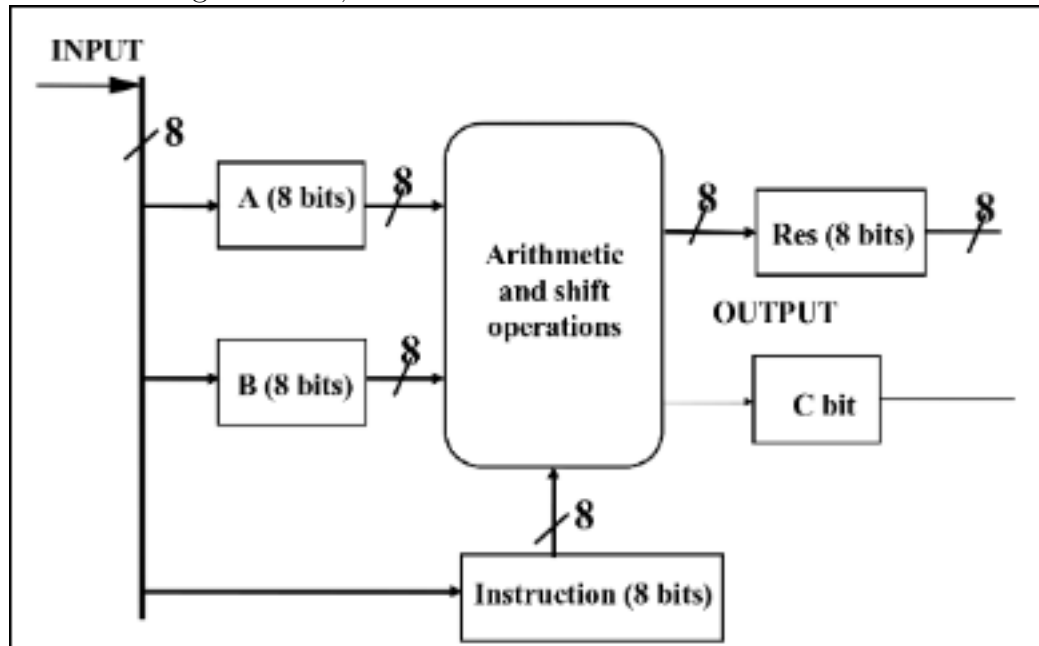 INPUT
8
A (8 bits)
8
8
Res (8 bits)
8
Arithmetic
and shift
operations
OUTPUT
B (8 bits)
8
C bit
8
Instruction (8 bits)